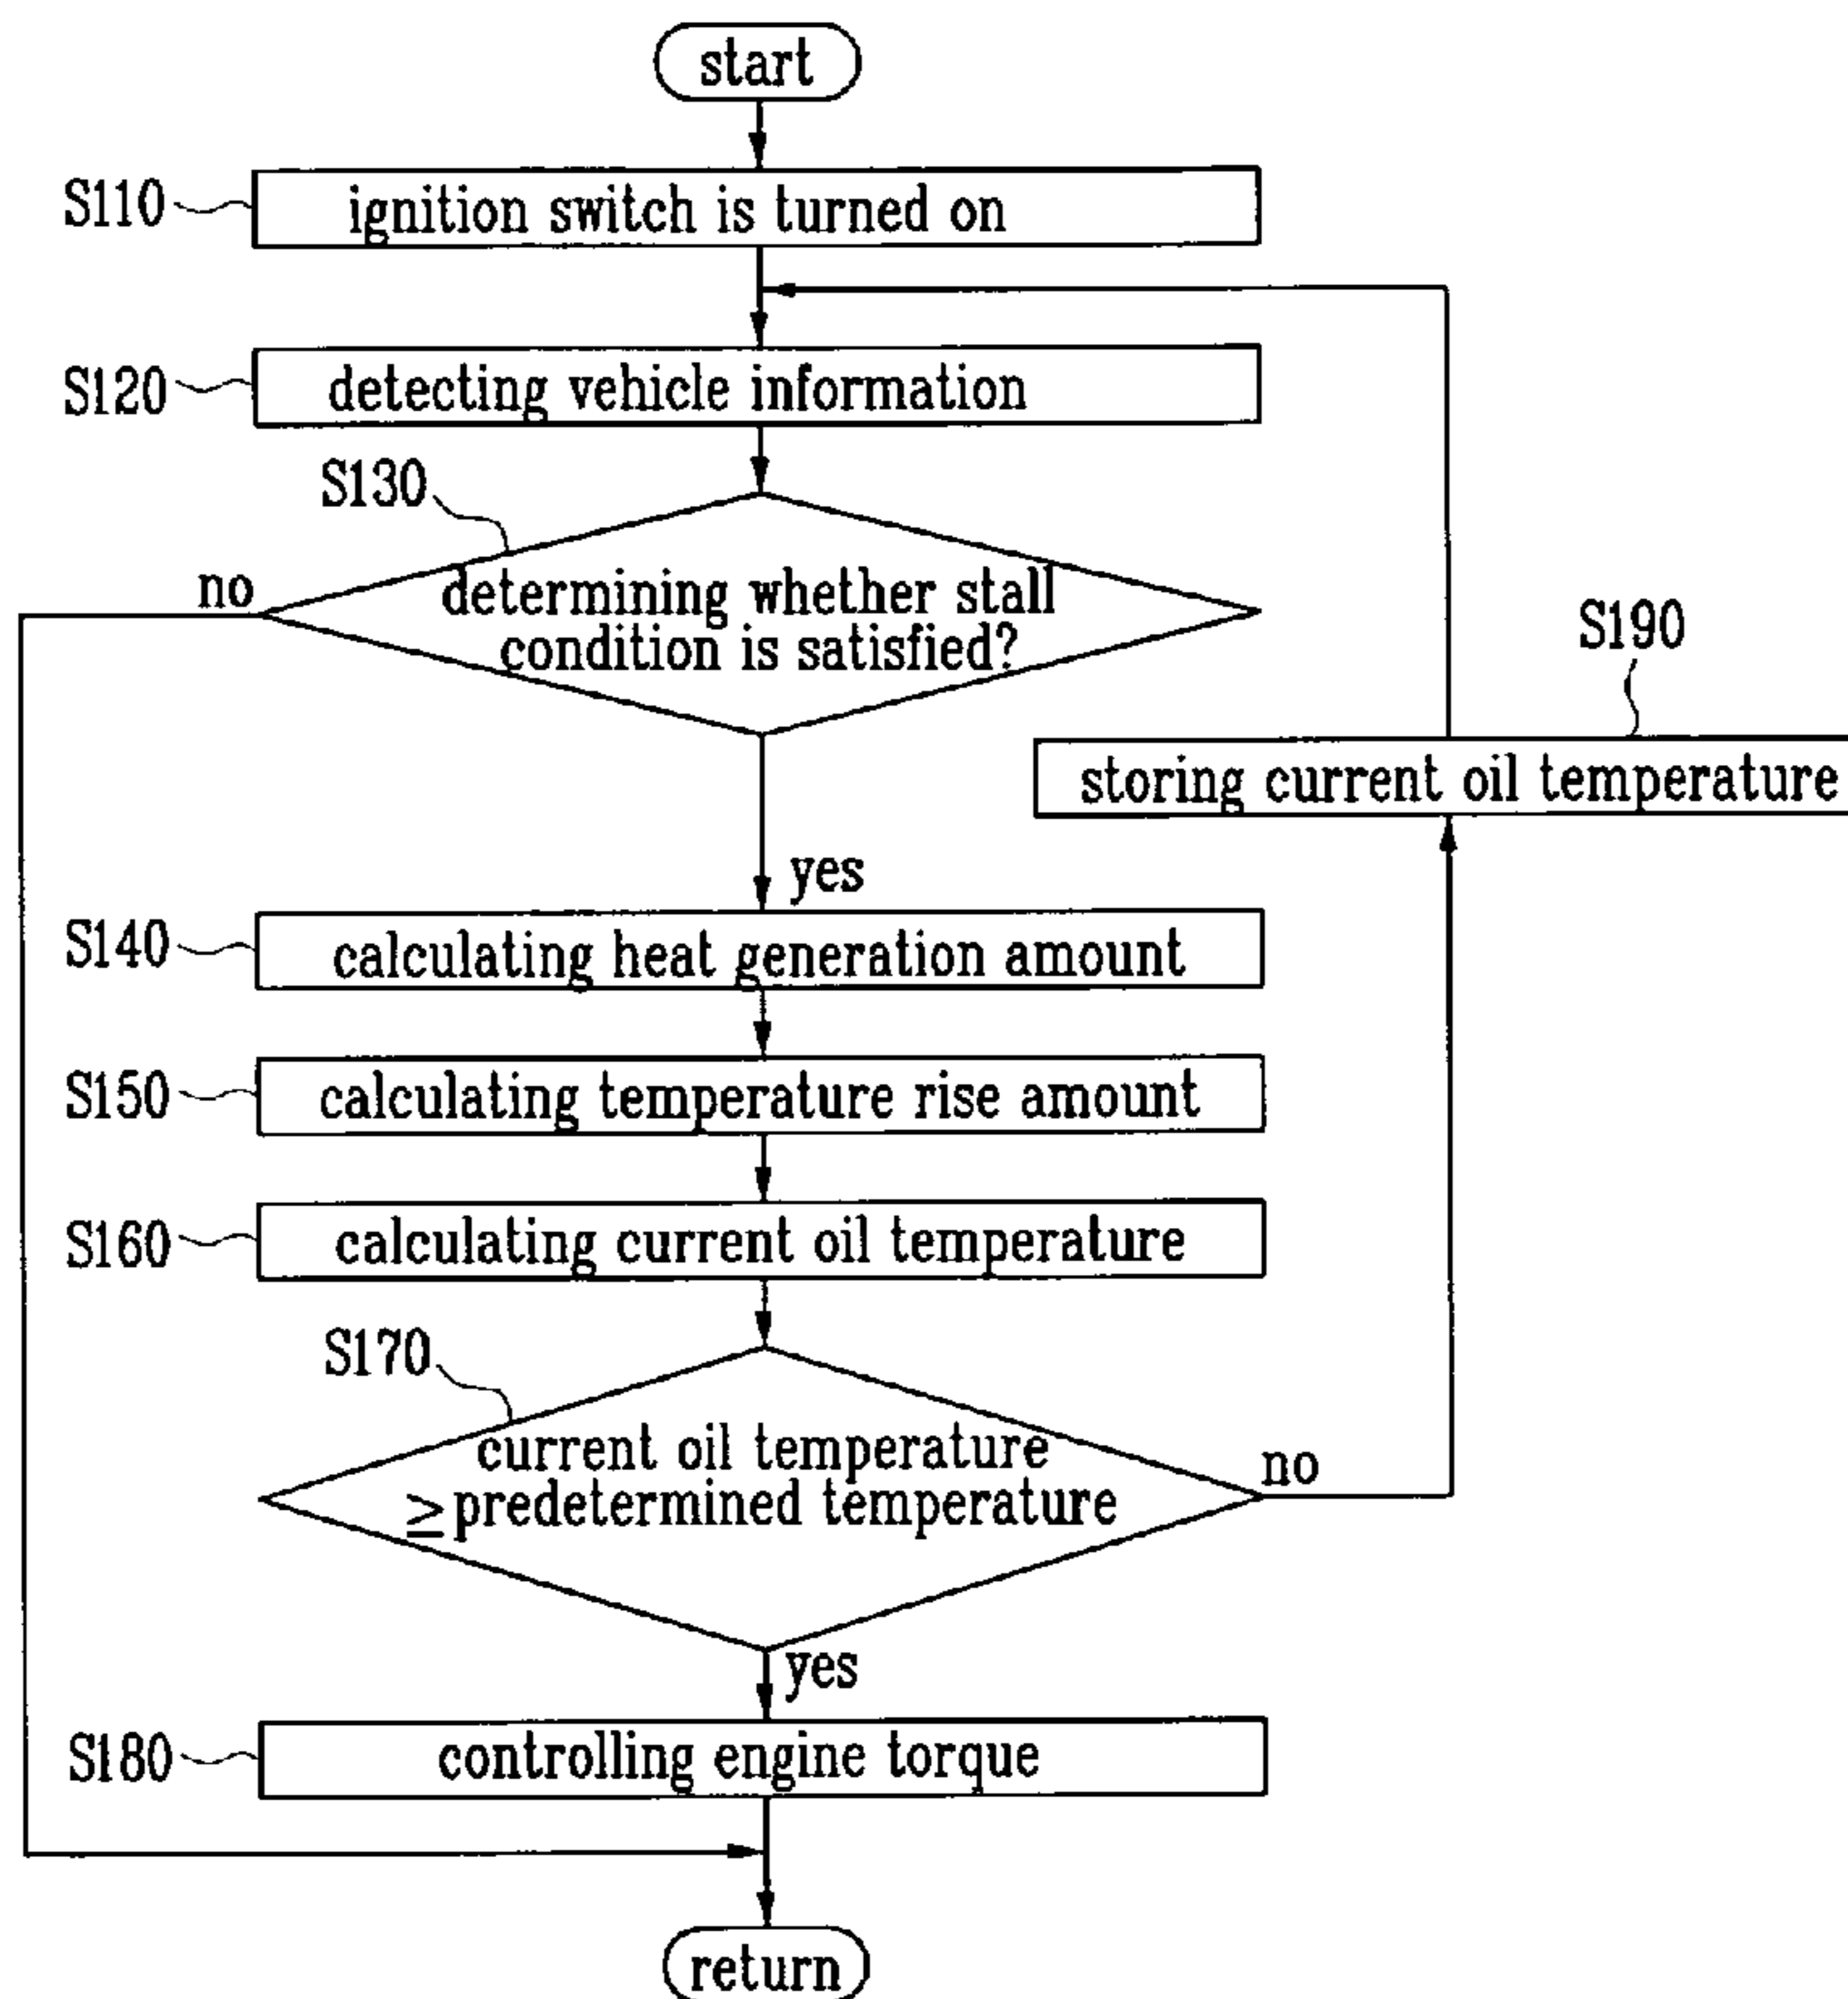 start
S110
ignition switch is turned on
S120
detecting vehicle information
S130
no
determining whether stall
condition is satisfied?
S190
storing current oil temperature
yes
S140
calculating heat generation amount
S150
calculating temperature rise amount
S160
calculating current oil temperature
S170
current oil temperature
≥predetermined temperature
no
yes
S180
controlling engine torque
return